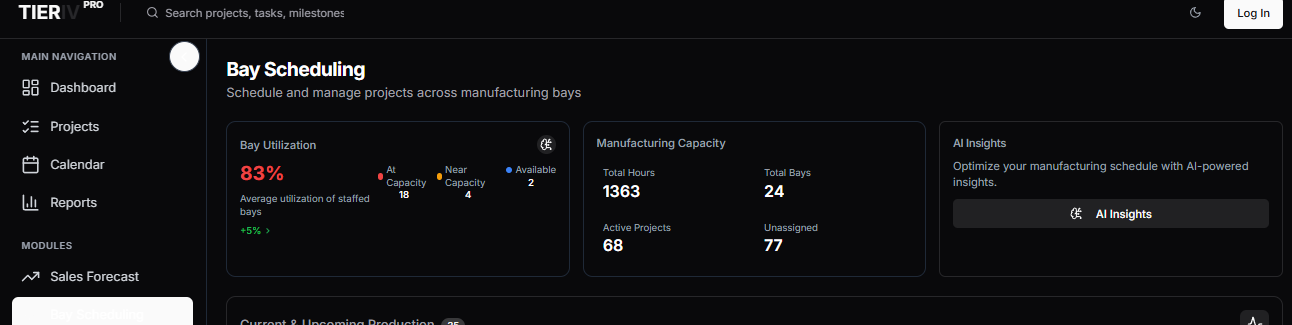 TIERIV PRO
Search projects, tasks, milestones
Log In
MAIN NAVIGATION
Dashboard
Projects
Calendar
Reports
MODULES
Sales Forecast
Bay Scheduling
Bay Scheduling
Schedule and manage projects across manufacturing bays
Bay Utilization
83%
Average utilization of staffed
bays
+5% >
At
Capacity
18
Near
Capacity
4
Available
2
Manufacturing Capacity
Total Hours
1363
Total Bays
24
Active Projects
68
Unassigned
77
AI Insights
Optimize your manufacturing schedule with AI-powered
insights.
AI Insights
Current & Upcoming Production 25